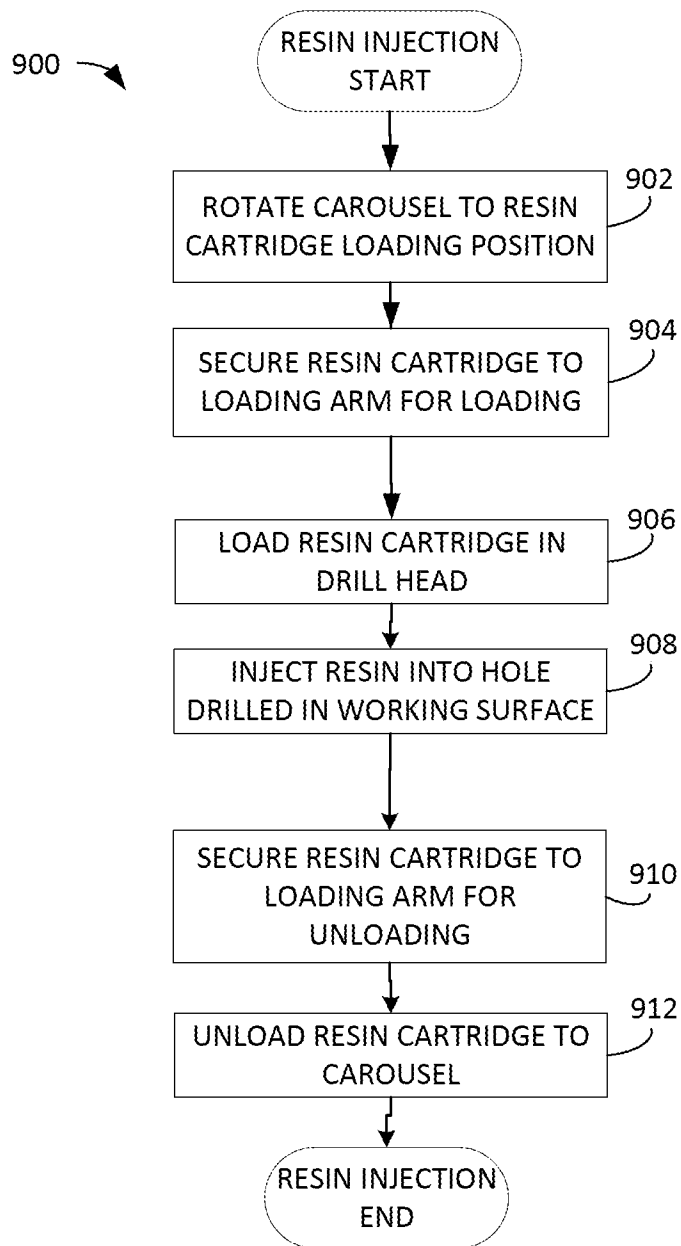 900
RESIN INJECTION
START
902
ROTATE CAROUSEL TO RESIN
CARTRIDGE LOADING POSITION
904
SECURE RESIN CARTRIDGE TO
LOADING ARM FOR LOADING
906
LOAD RESIN CARTRIDGE IN
DRILL HEAD
908
INJECT RESIN INTO HOLE
DRILLED IN WORKING SURFACE
910
SECURE RESIN CARTRIDGE TO
LOADING ARM FOR
UNLOADING
912
UNLOAD RESIN CARTRIDGE TO
CAROUSEL
RESIN INJECTION
END